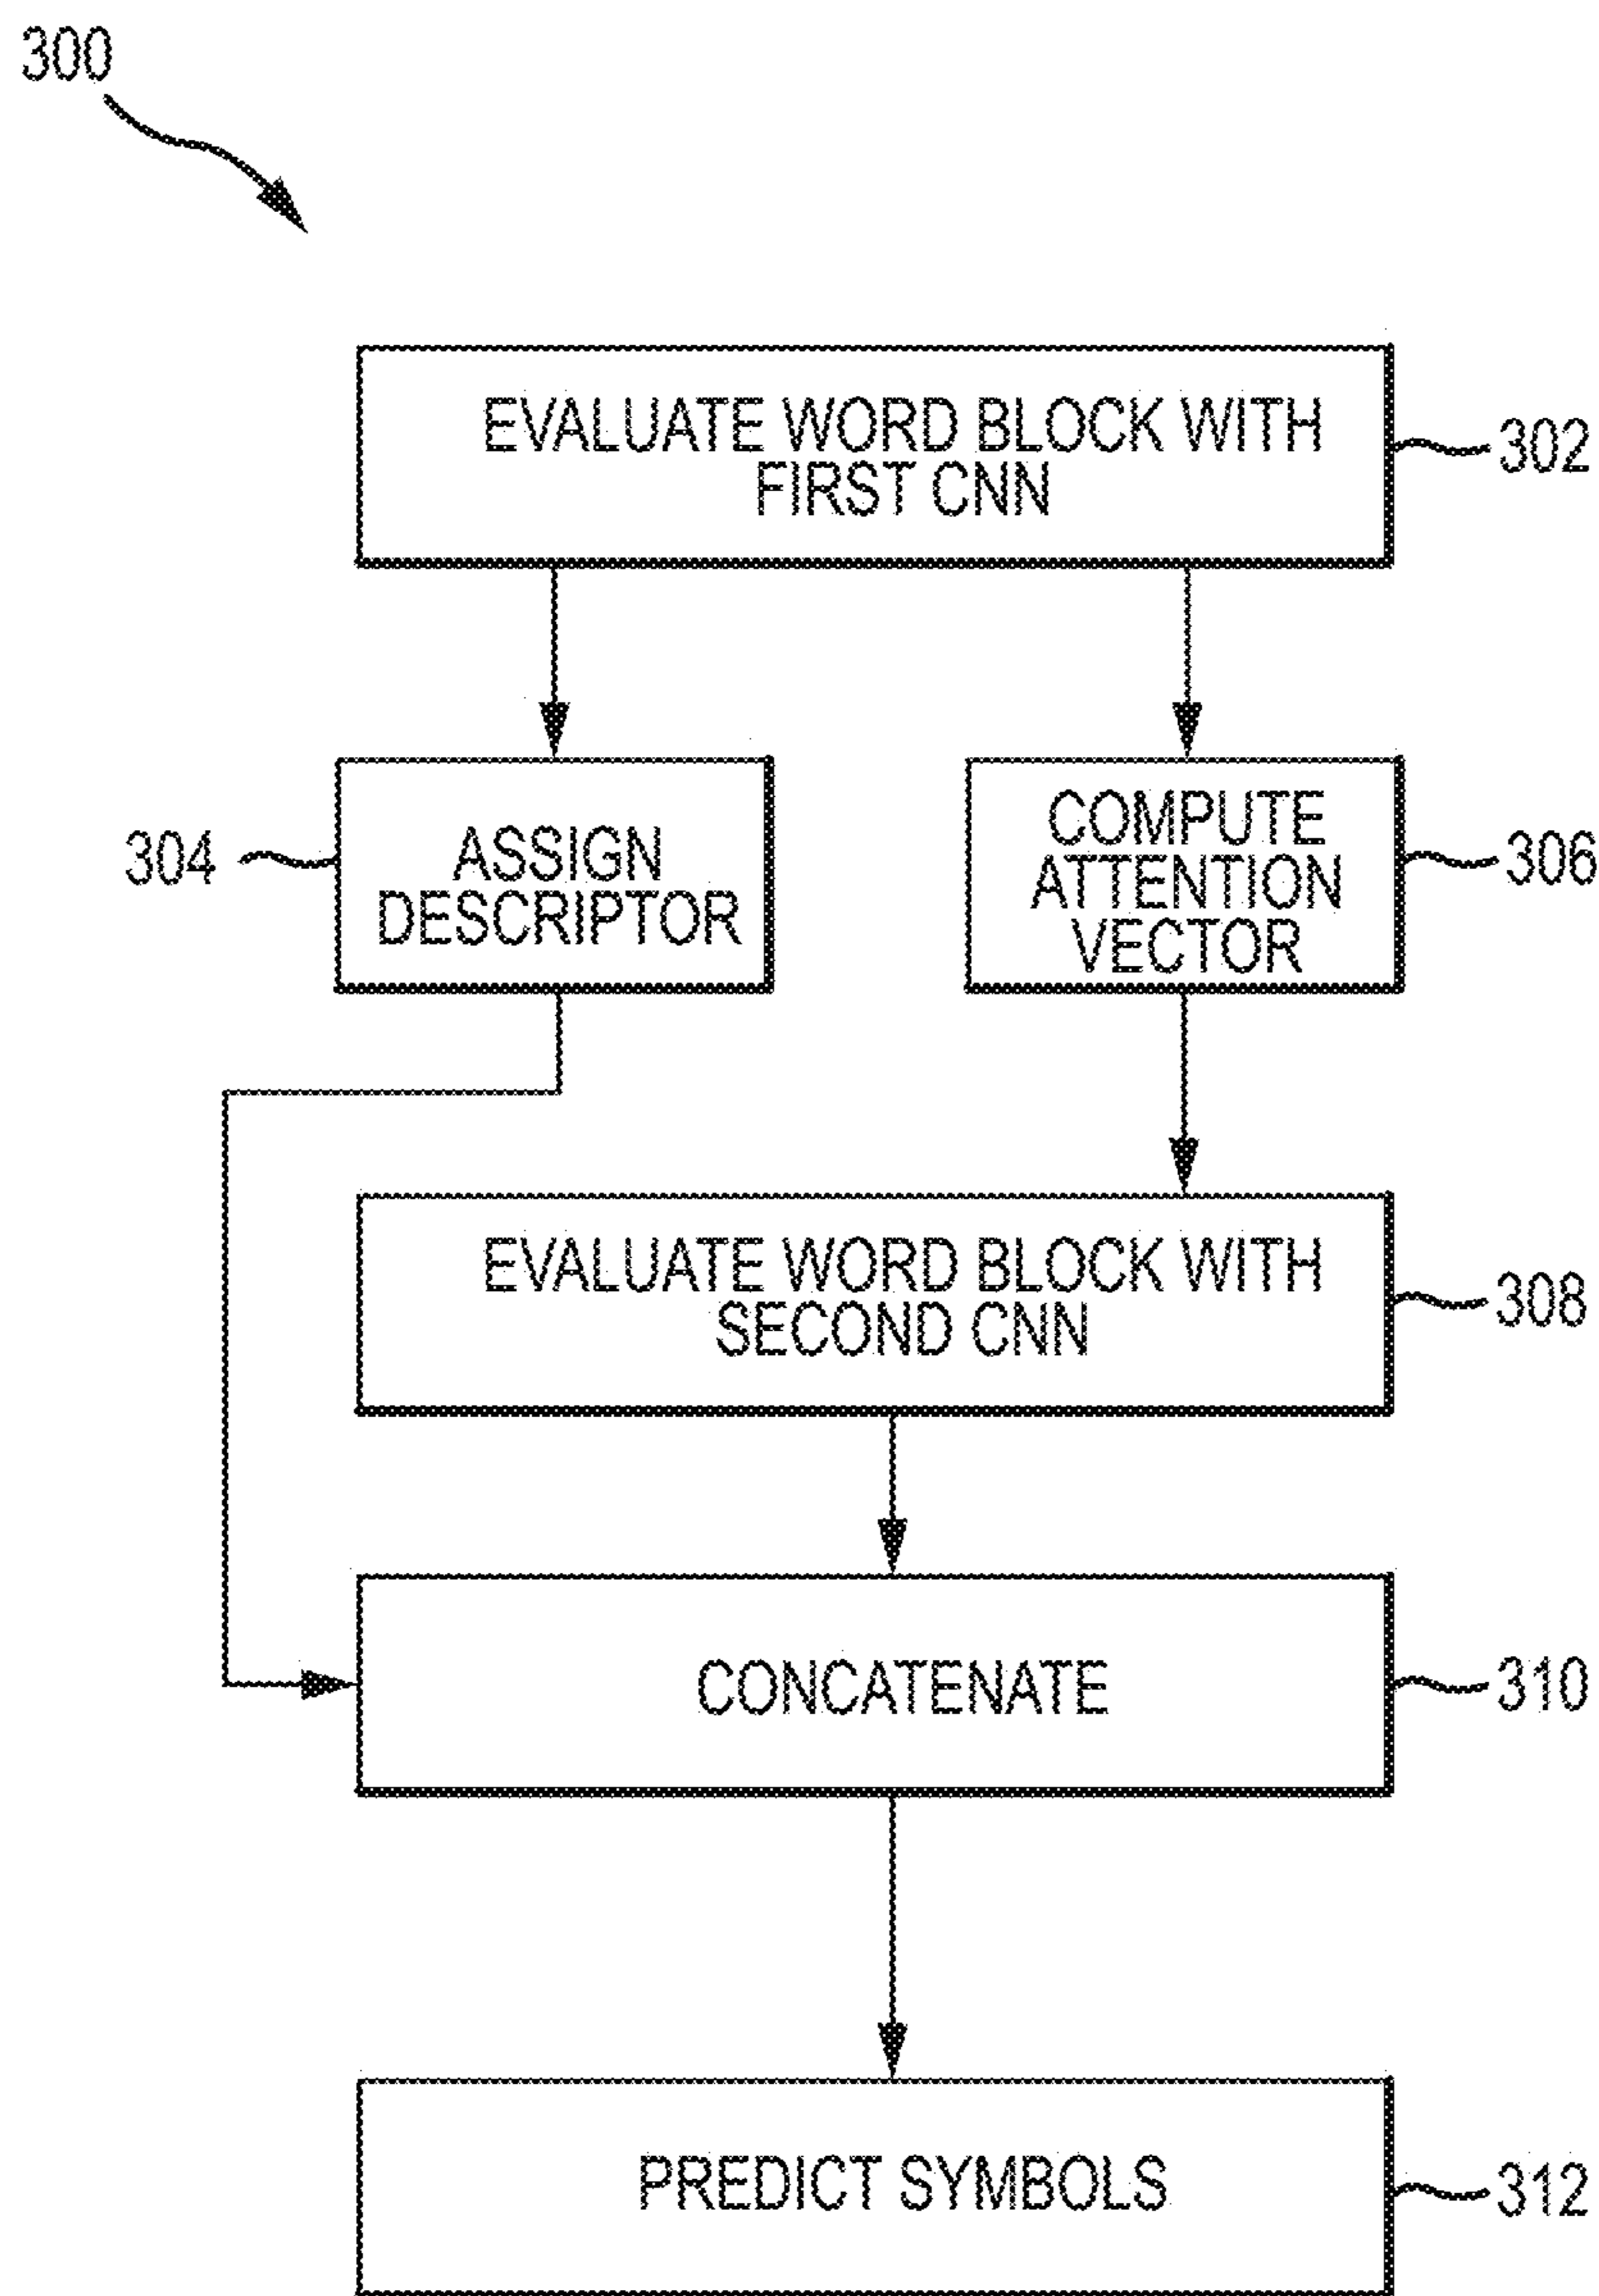 300
EVALUATE WORD BLOCK WITH
FIRST CNN
302
304
ASSIGN
DESCRIPTOR
COMPUTE
ATTENTION
VECTOR
306
EVALUATE WORD BLOCK WITH
SECOND CNN
308
CONCATENATE
310
PREDICT SYMBOLS
312